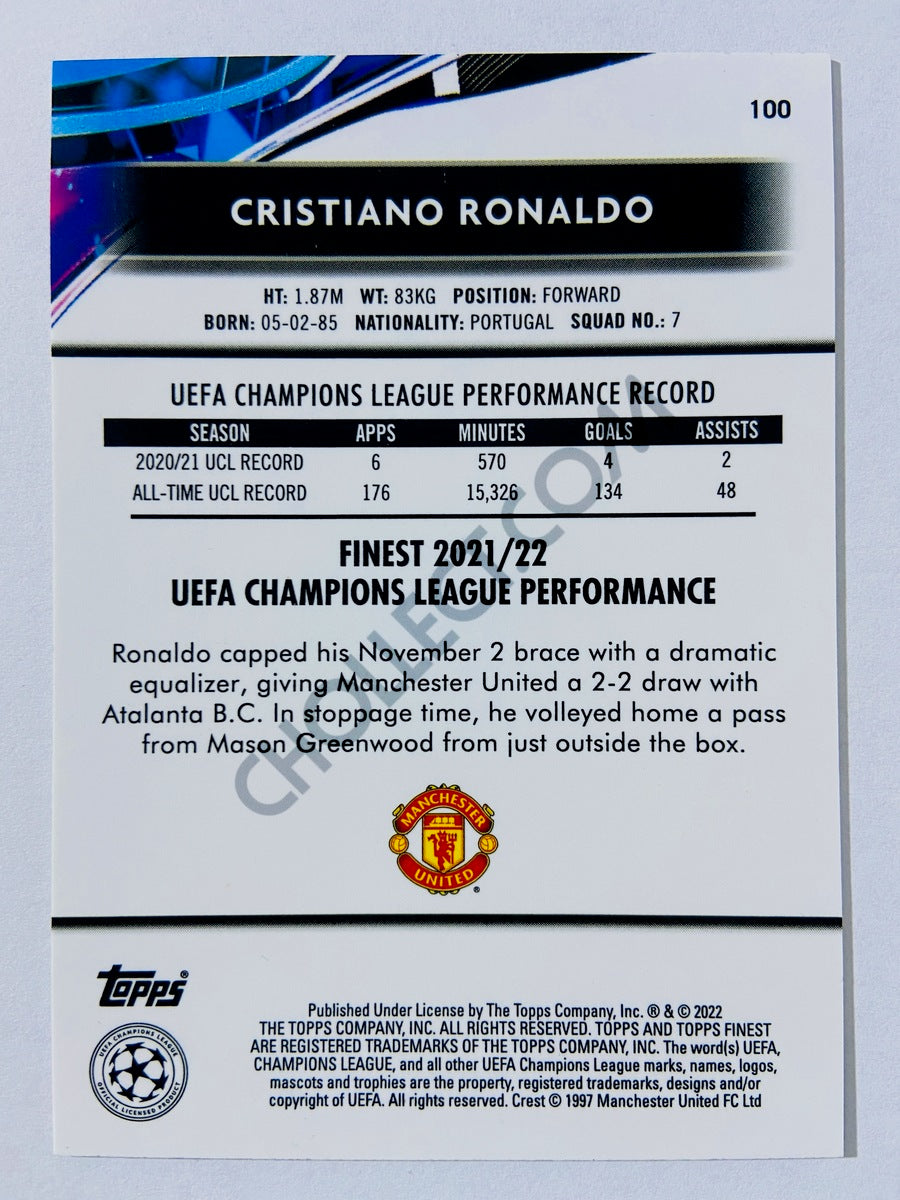 100
CRISTIANO RONALDO
HT: 1.87M WT: 83KG POSITION: FORWARD
BORN: 05-02-85 NATIONALITY: PORTUGAL SQUAD NO.: 7
UEFA CHAMPIONS LEAGUE PERFORMANCE RECORD
SEASON APPS MINUTES GOALS ASSISTS
2020/21 UCL RECORD 6 570 4 2
ALL-TIME UCL RECORD 176 15,326 134 48
FINEST 2021/22
UEFA CHAMPIONS LEAGUE PERFORMANCE
Ronaldo capped his November 2 brace with a dramatic
equalizer, giving Manchester United a 2-2 draw with
Atalanta B.C. In stoppage time, he volleyed home a pass
from Mason Greenwood from just outside the box.
CHOLLECT.COM
MANCHESTER
UNITED
®
Topps®
UEFA CHAMPIONS LEAGUE
OFFICIAL LICENSED PRODUCT
Published Under License by The Topps Company, Inc. ® & © 2022
THE TOPPS COMPANY, INC. ALL RIGHTS RESERVED. TOPPS AND TOPPS FINEST
ARE REGISTERED TRADEMARKS OF THE TOPPS COMPANY, INC. The word(s) UEFA,
CHAMPIONS LEAGUE, and all other UEFA Champions League marks, names, logos,
mascots and trophies are the property, registered trademarks, designs and/or
copyright of UEFA. All rights reserved. Crest © 1997 Manchester United FC Ltd